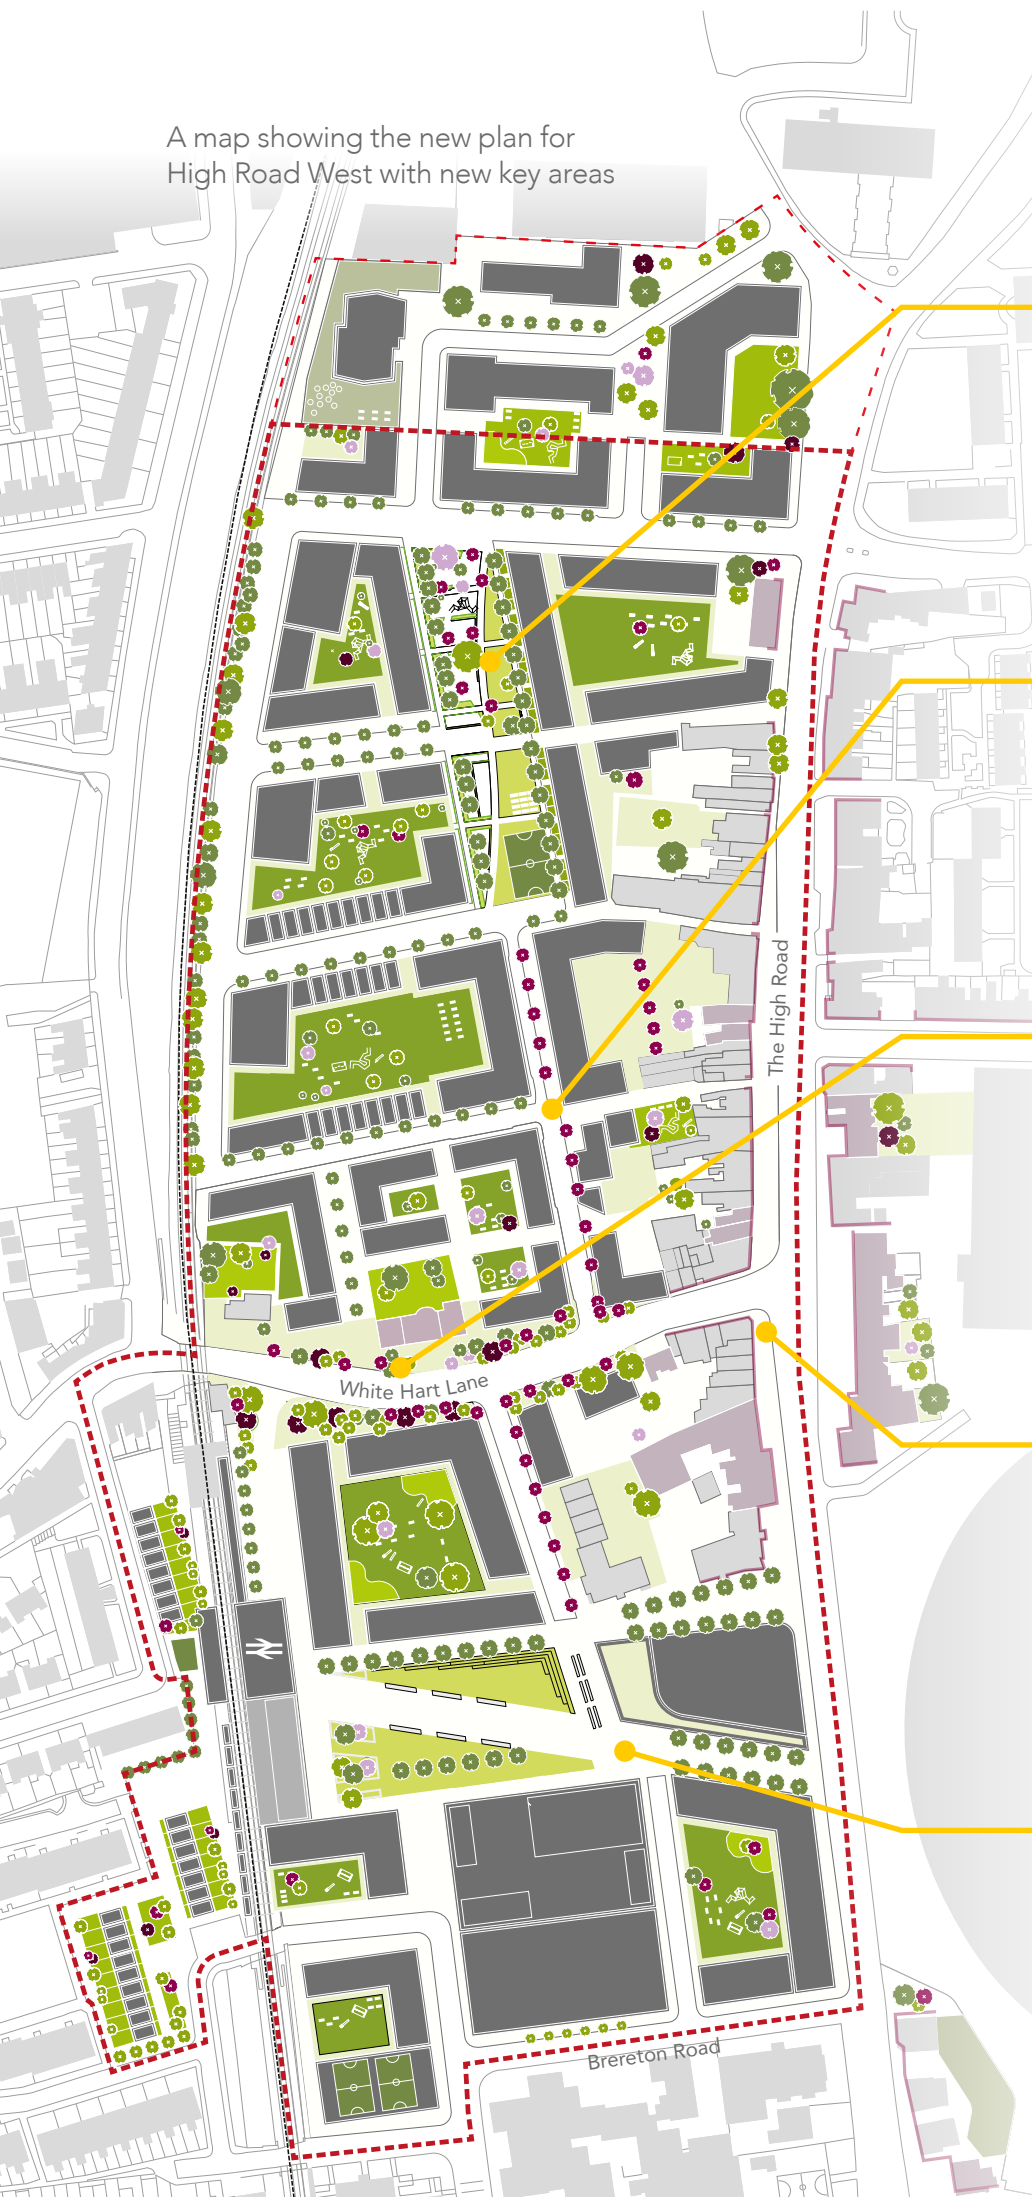 A map showing the new plan for
High Road West with new key areas
The High Road
White Hart Lane
Brereton Road